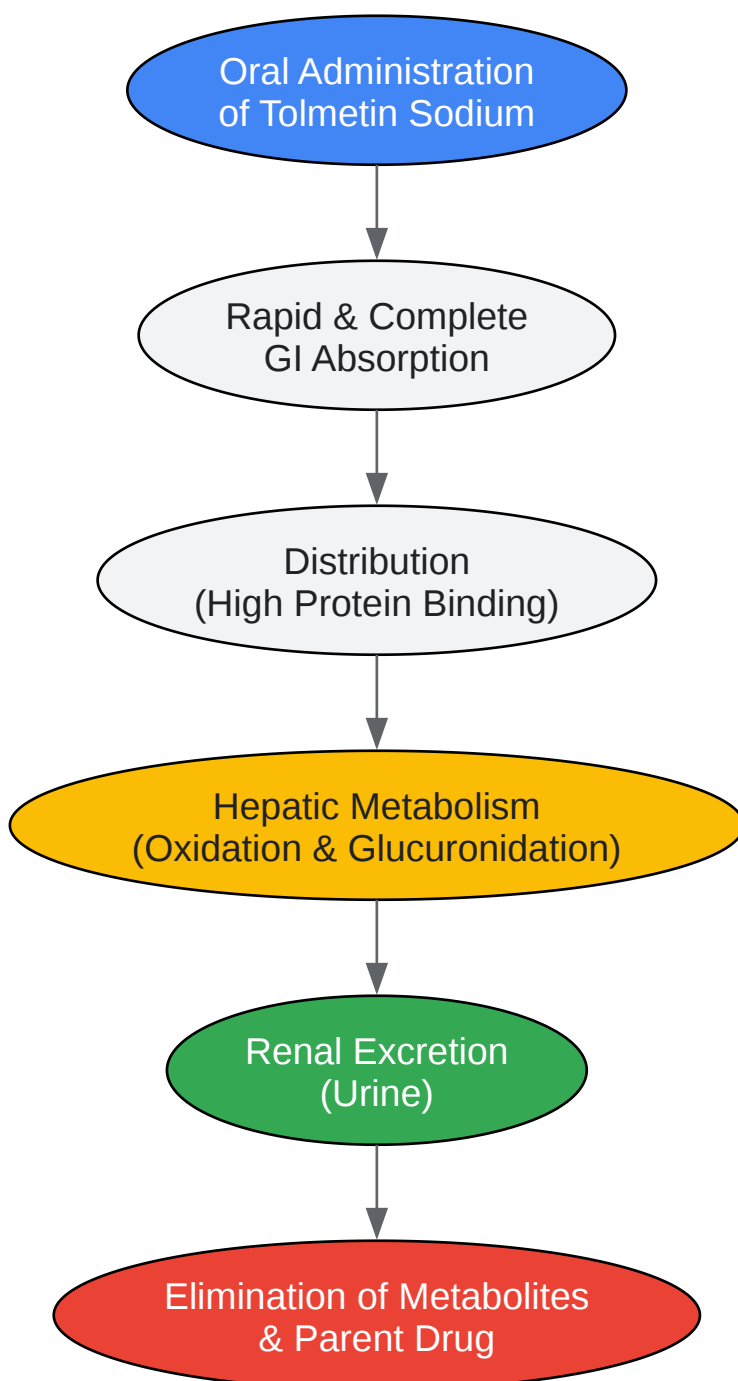 Oral Administration
of Tolmetin Sodium
Rapid & Complete
GI Absorption
Distribution
(High Protein Binding)
Hepatic Metabolism
(Oxidation & Glucuronidation)
Renal Excretion
(Urine)
Elimination of Metabolites
& Parent Drug